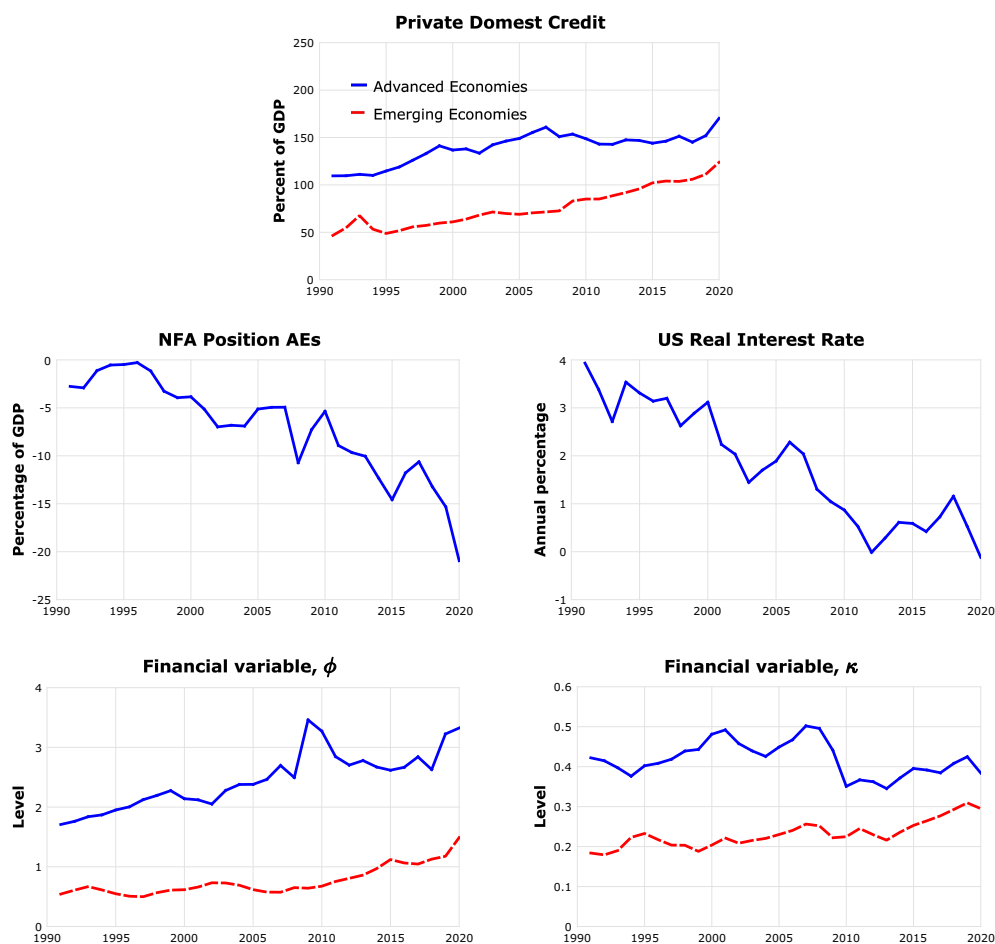 Private Domest Credit
250
200
150
100
50
0
Percent of GDP
Advanced Economies
Emerging Economies
1990 1995 2000 2005 2010 2015 2020
NFA Position AEs
0
-5
-10
-15
-20
-25
Percentage of GDP
1990 1995 2000 2005 2010 2015 2020
US Real Interest Rate
4
3
2
1
0
-1
Annual percentage
1990 1995 2000 2005 2010 2015 2020
Financial variable, ϕ
4
3
2
1
0
Level
1990 1995 2000 2005 2010 2015 2020
Financial variable, κ
0.6
0.5
0.4
0.3
0.2
0.1
0
Level
1990 1995 2000 2005 2010 2015 2020